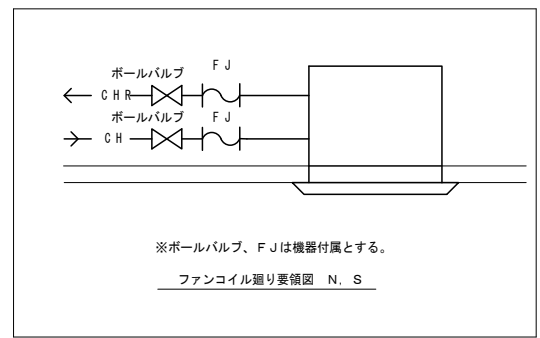 FJ
ボールバルブ
CHR
ボールバルブ FJ
CH
※ボールバルブ、FJは機器付属とする。
ファンコイル廻り要領図 N, S